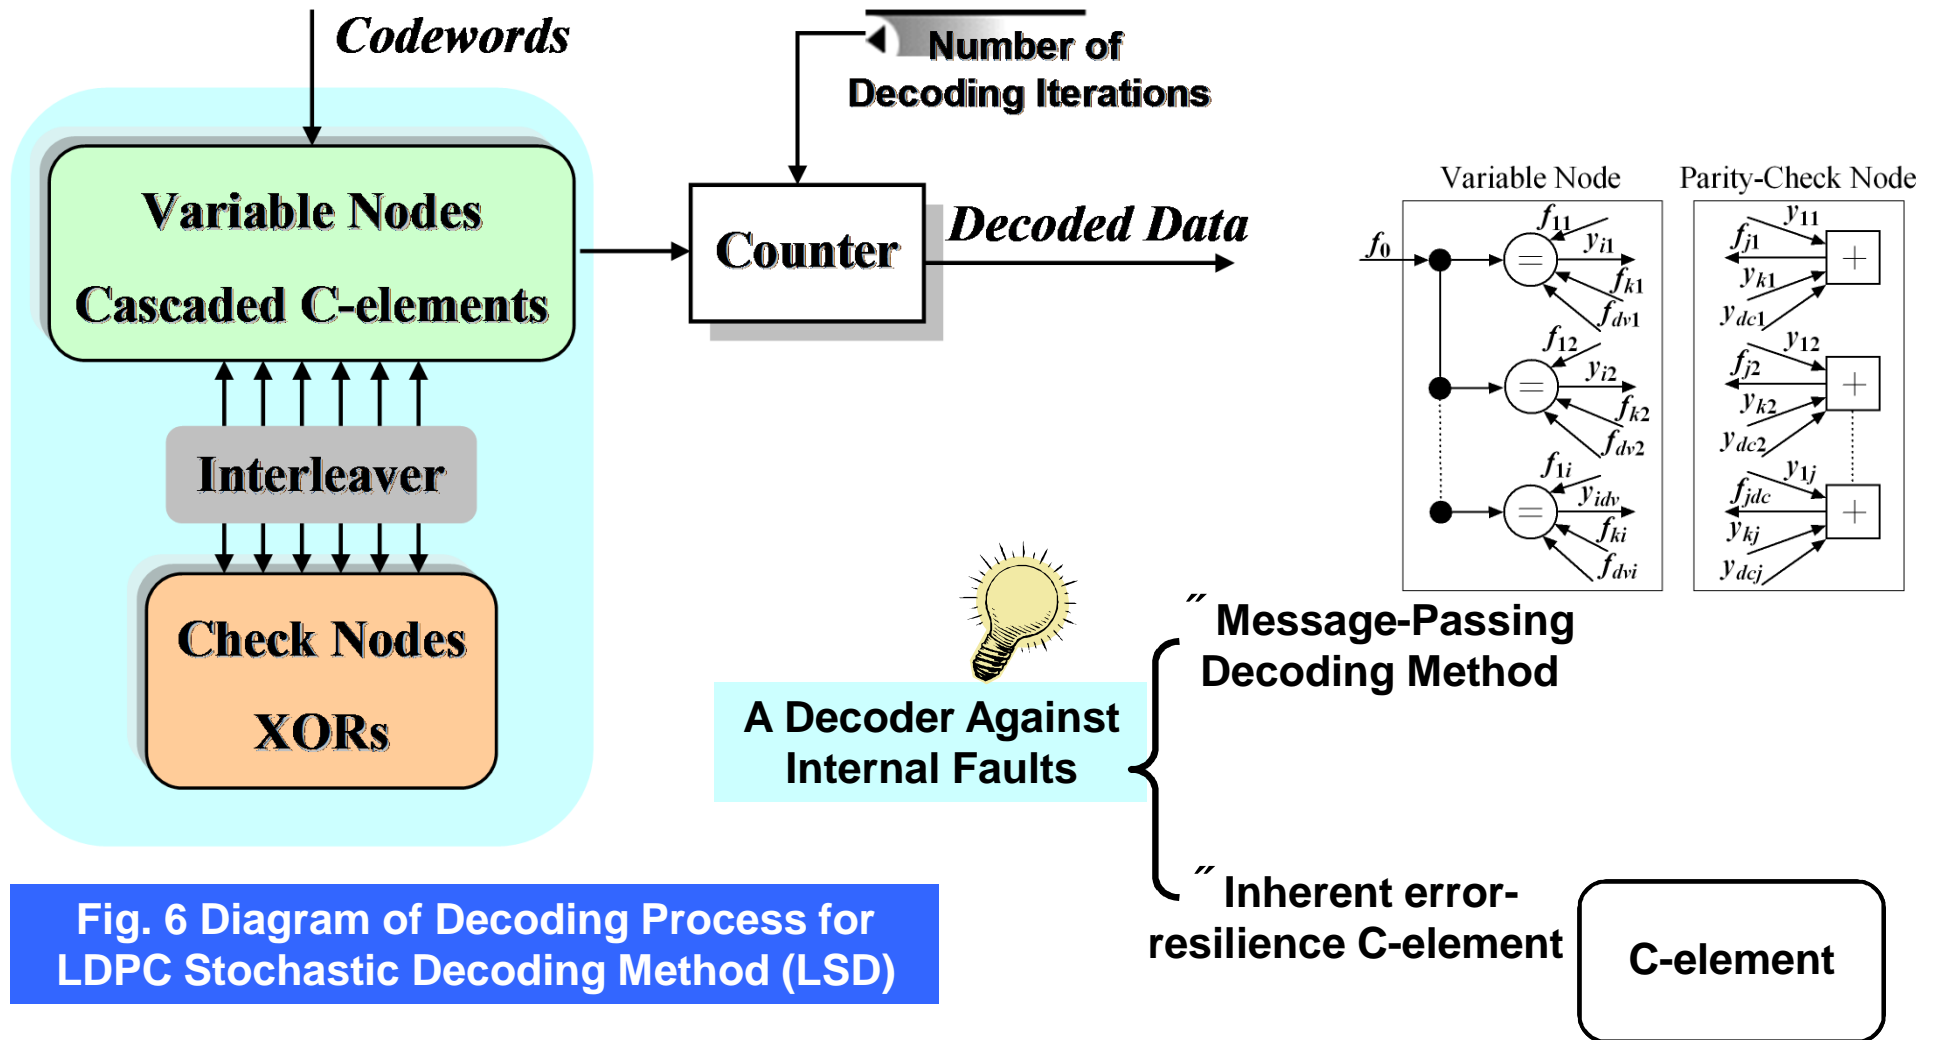 Codewords
Number of
Decoding Iterations
Variable Nodes
Cascaded C-elements
Counter
Decoded Data
Interleaver
Check Nodes
XORs
Variable Node
f0
f11
yi1
fk1
fdv1
f12
yi2
fk2
fdv2
f1i
yidv
fki
fdvi
=
=
=
Parity-Check Node
y11
fj1
yk1
ydc1
y12
fj2
yk2
ydc2
y1j
fjdc
ykj
ydcj
+
+
+
A Decoder Against
Internal Faults
˝ Message-Passing
Decoding Method
˝ Inherent error-
resilience C-element
C-element
Fig. 6 Diagram of Decoding Process for
LDPC Stochastic Decoding Method (LSD)